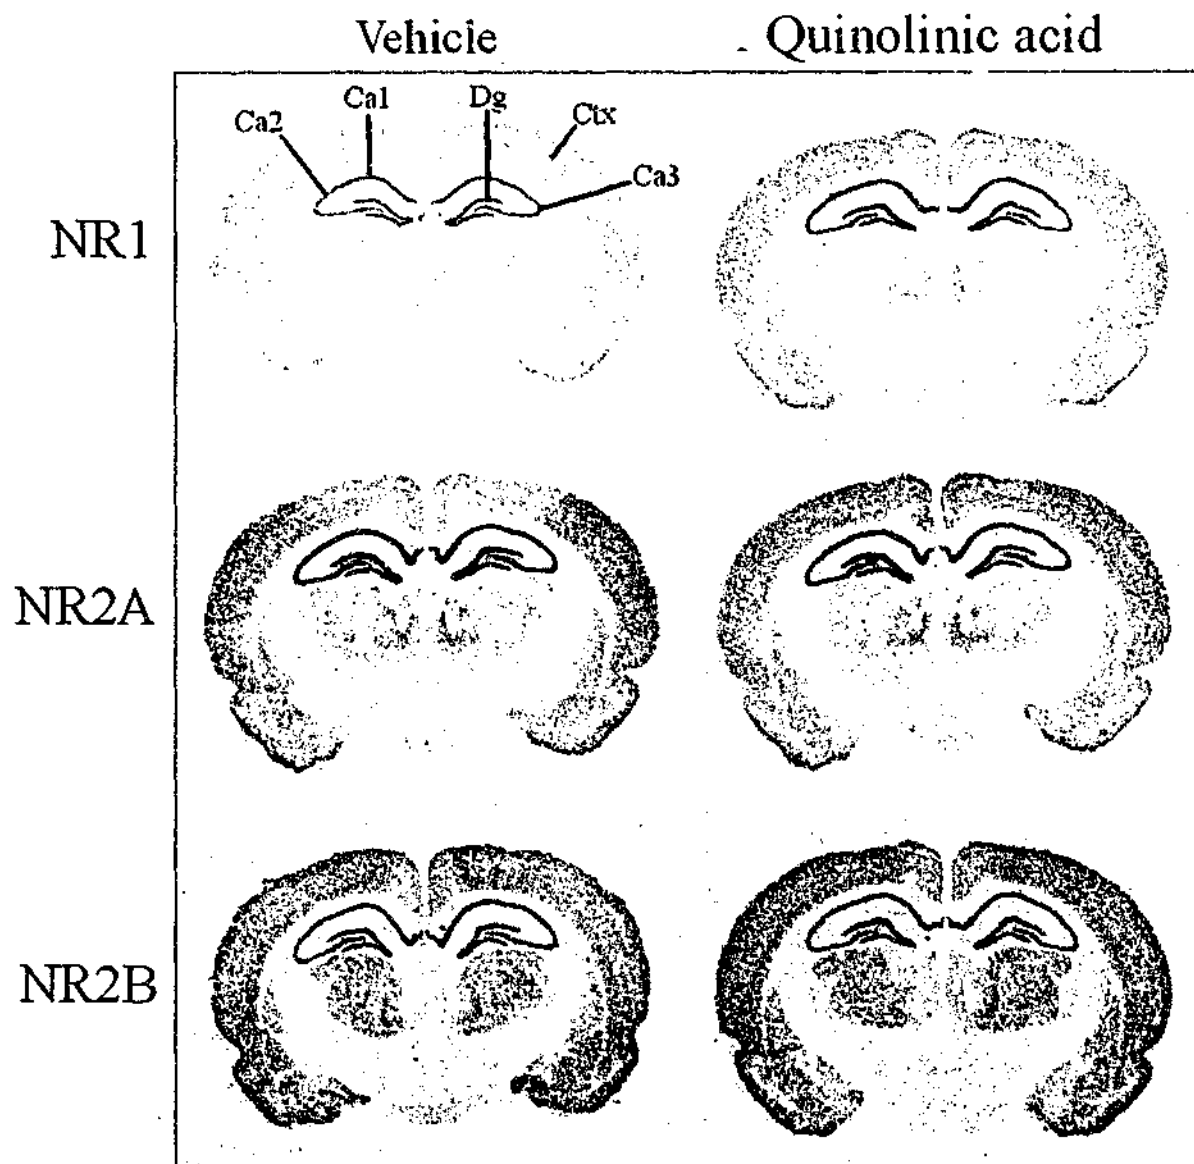 Vehicle
Quinolinic acid
Ca1
Dg
Ca2
Ctx
Ca3
NR1
NR2A
NR2B